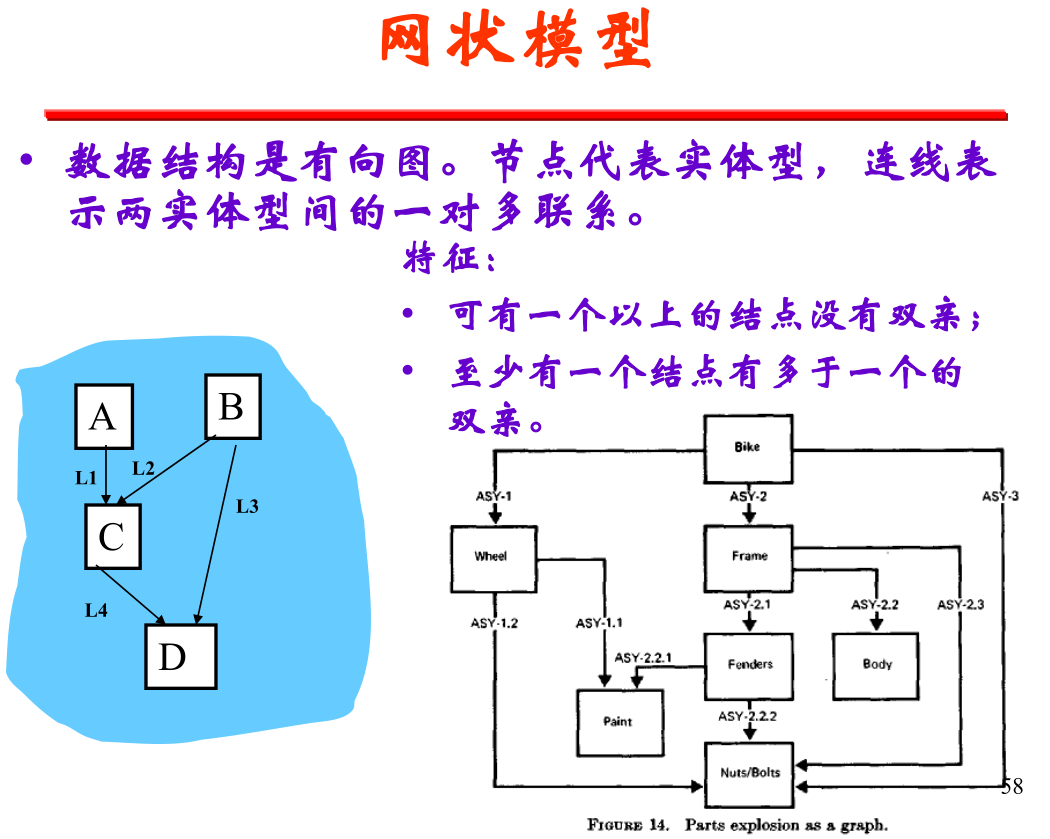 网状模型
• 数据结构是有向图。节点代表实体型，连线表
示两实体型间的一对多联系。
特征：
• 可有一个以上的结点没有双亲；
• 至少有一个结点有多于一个的
双亲。
A
B
L1
L2
L3
C
L4
D
Bike
ASY-1
ASY-2
ASY-3
Wheel
Frame
ASY-1.2
ASY-1.1
ASY-2.1
ASY-2.2
ASY-2.3
ASY-2.2.1
Fenders
Body
Paint
ASY-2.2.2
Nuts/Bolts
58
FIGURE 14. Parts explosion as a graph.